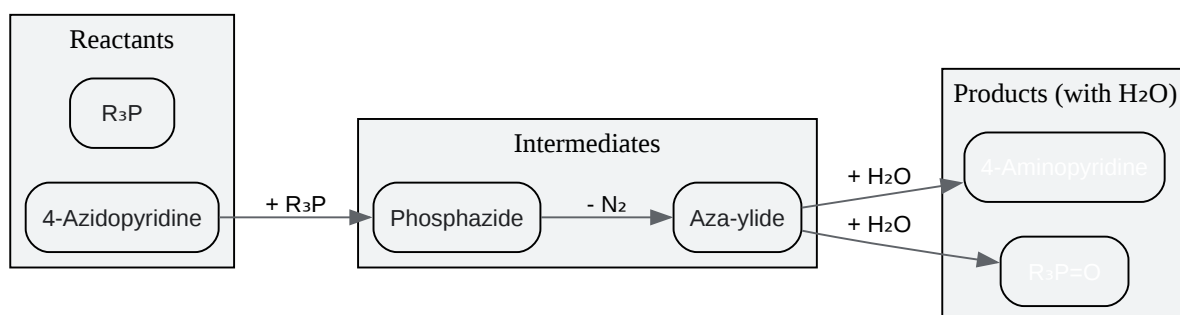 Reactants
R₃P
4-Azidopyridine
+ R₃P
Intermediates
Phosphazide
- N₂
Aza-ylide
+ H₂O
+ H₂O
Products (with H₂O)
4-Aminopyridine
R₃P=O